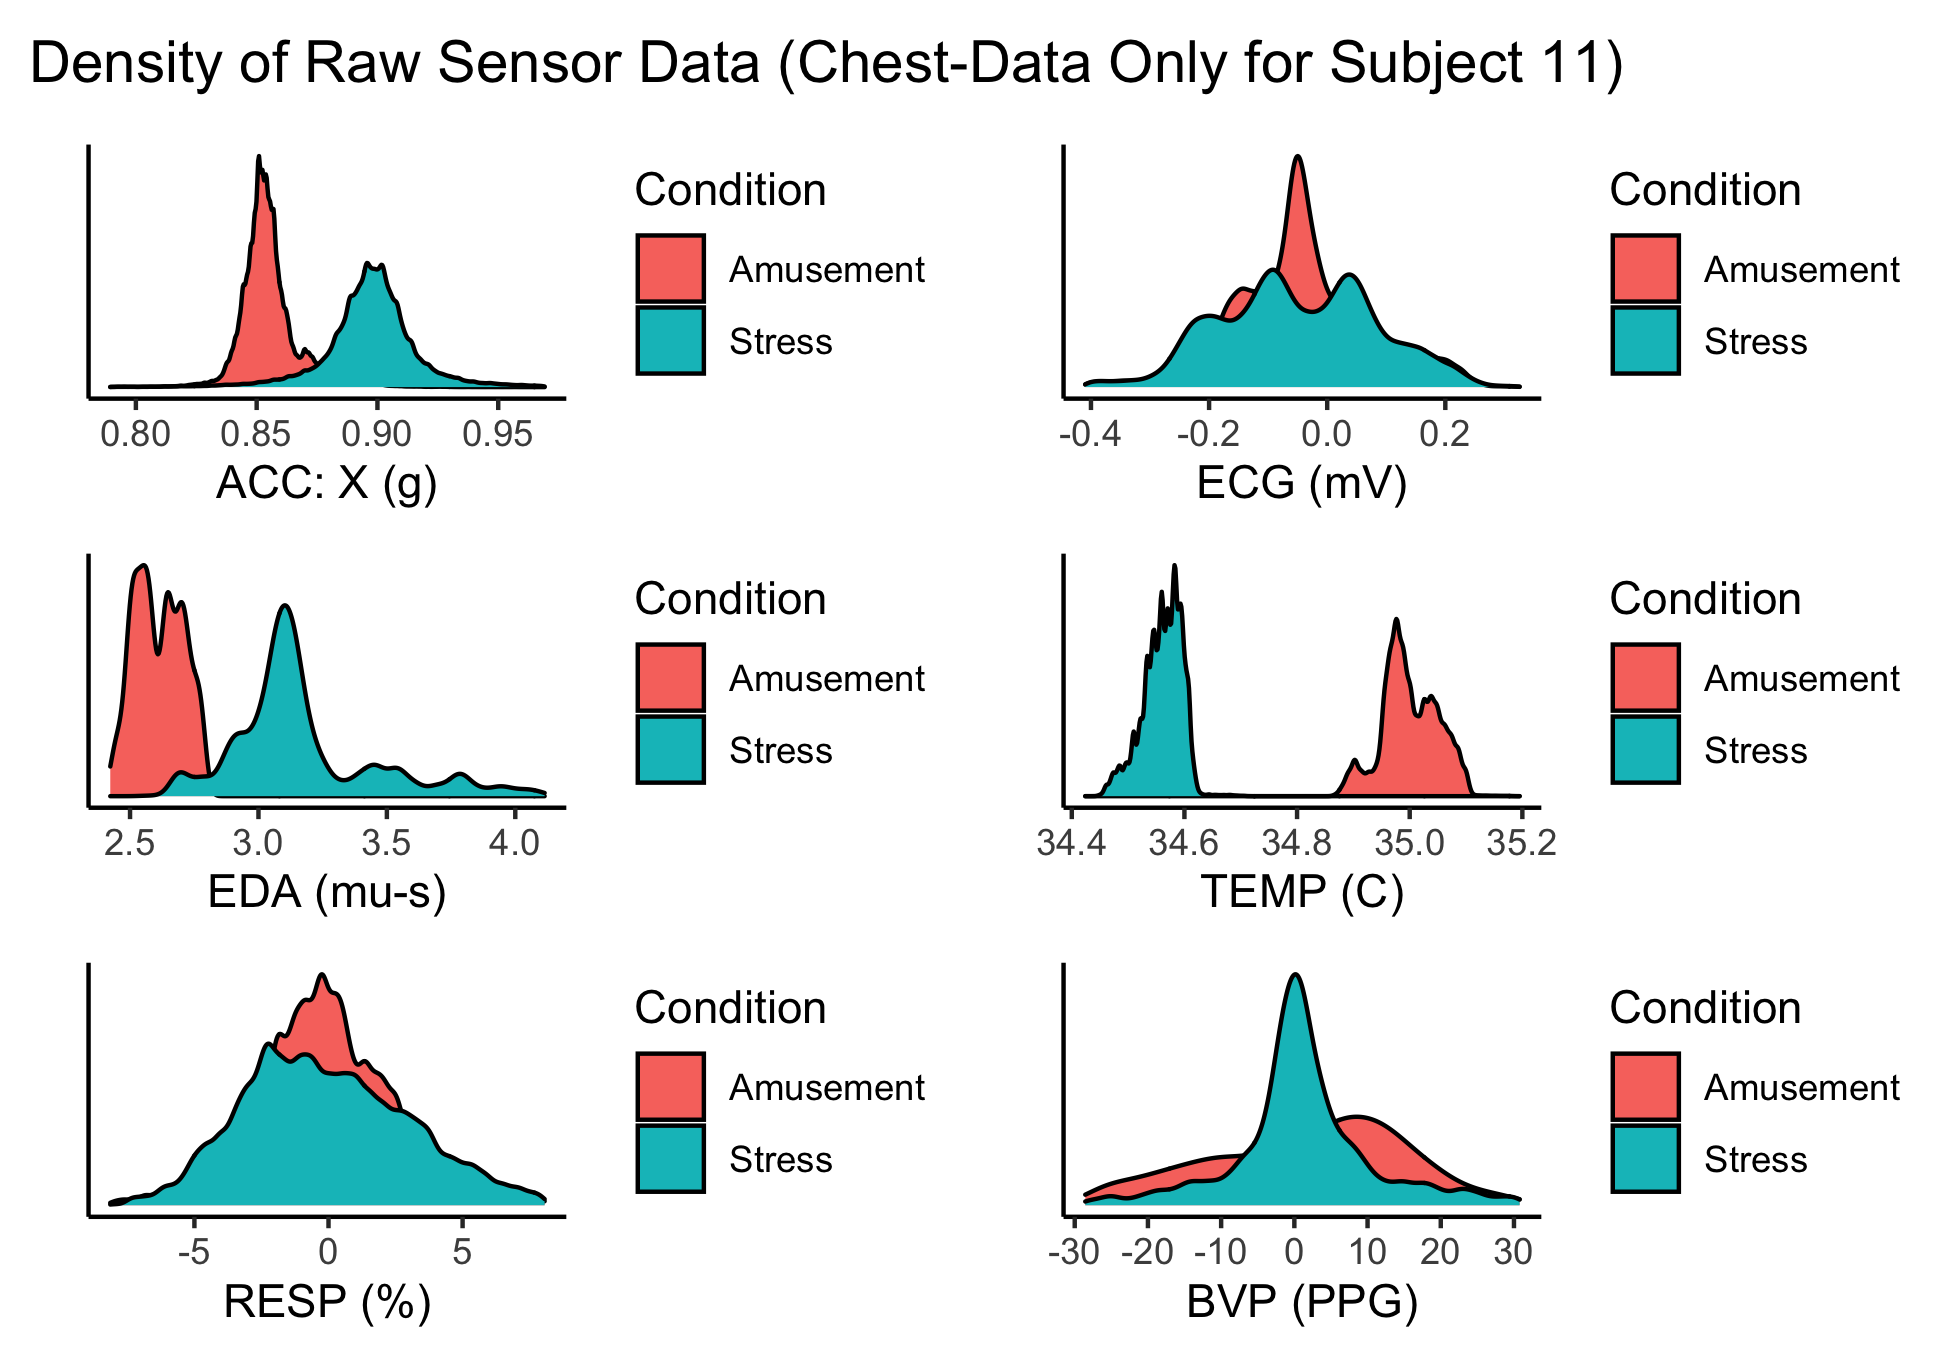 Density of Raw Sensor Data (Chest-Data Only for Subject 11)
Condition
Amusement
Stress
0.80 0.85 0.90 0.95
ACC: X (g)
Condition
Amusement
Stress
-0.4 -0.2 0.0 0.2
ECG (mV)
Condition
Amusement
Stress
2.5 3.0 3.5 4.0
EDA (mu-s)
Condition
Amusement
Stress
34.4 34.6 34.8 35.0 35.2
TEMP (C)
Condition
Amusement
Stress
-5 0 5
RESP (%)
Condition
Amusement
Stress
-30 -20 -10 0 10 20 30
BVP (PPG)